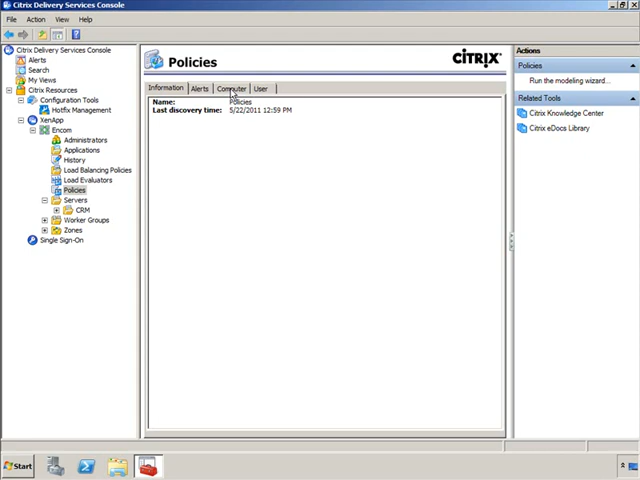 Citrix Delivery Services Console
File Action View Help
Citrix Delivery Services Console
Alerts
Search
My Views
Citrix Resources
Configuration Tools
Hotfix Management
XenApp
Encom
Administrators
Applications
History
Load Balancing Policies
Load Evaluators
Policies
Servers
CRM
Worker Groups
Zones
Single Sign-On
Policies
CİTRIX
Information Alerts Computer User
Name: Policies
Last discovery time: 5/22/2011 12:59 PM
Actions
Policies
Run the modeling wizard...
Related Tools
Citrix Knowledge Center
Citrix eDocs Library
Start